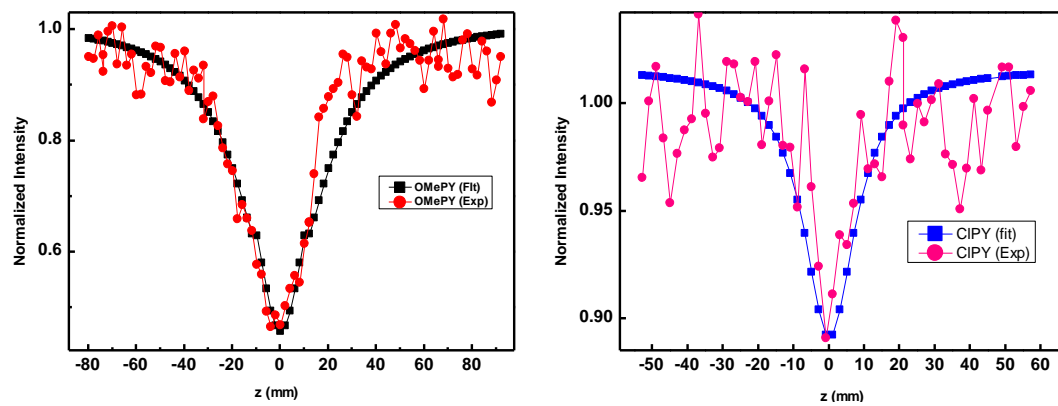 1.0
0.8
0.6
Normalized Intensity
OMePY (FIt)
OMePY (Exp)
-80 -60 -40 -20 0 20 40 60 80
z (mm)
1.00
0.95
0.90
Normalized Intensity
ClPY (fit)
ClPY (Exp)
-50 -40 -30 -20 -10 0 10 20 30 40 50 60
z (mm)